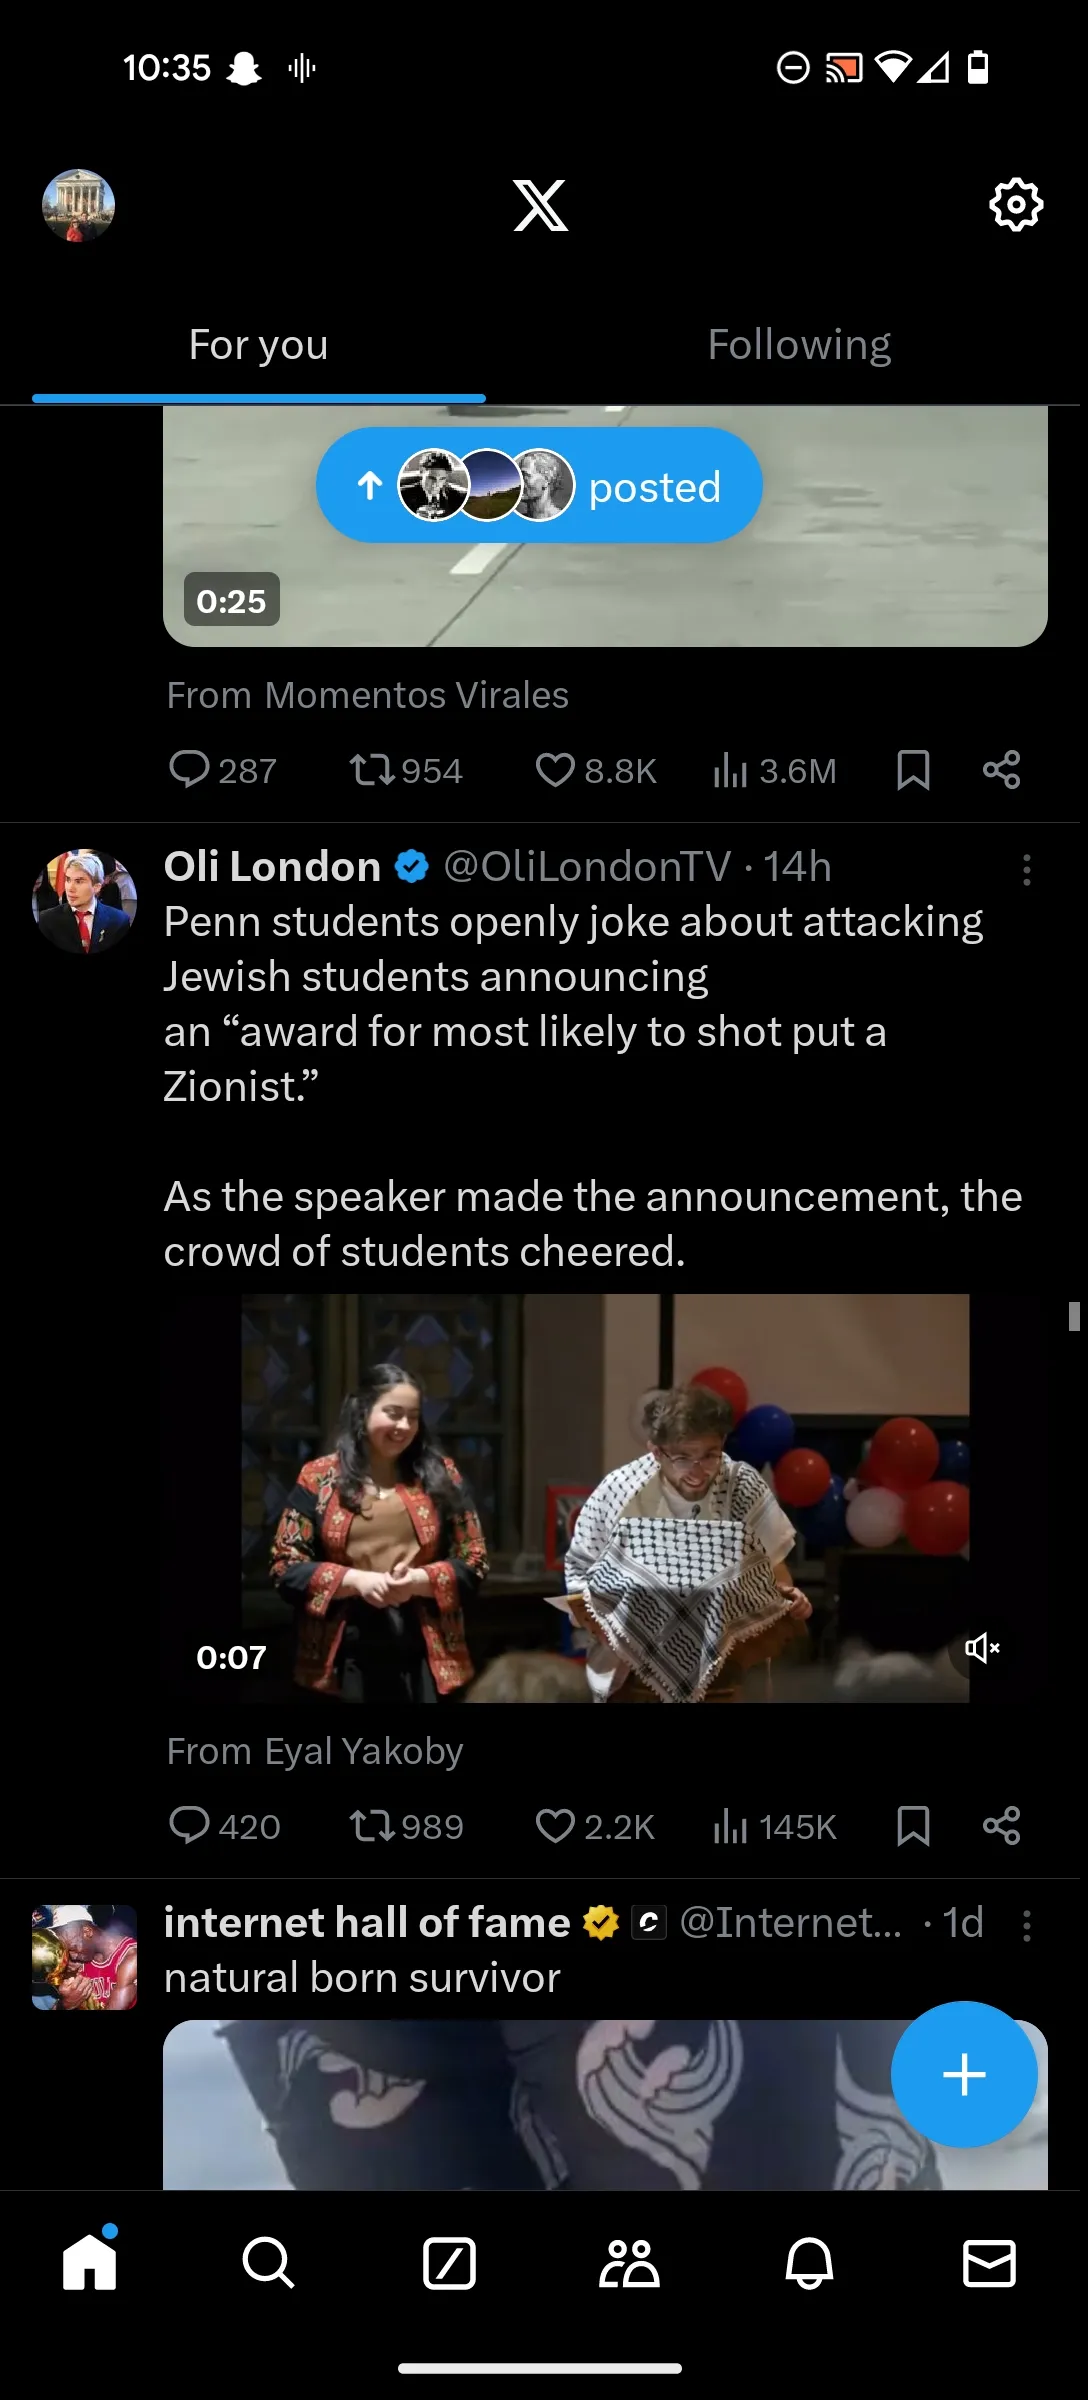 10:35
For you
Following
posted
0:25
From Momentos Virales
287 954 8.8K 3.6M
Oli London @OliLondonTV · 14h
Penn students openly joke about attacking
Jewish students announcing
an “award for most likely to shot put a
Zionist.”
As the speaker made the announcement, the
crowd of students cheered.
0:07
From Eyal Yakoby
420 989 2.2K 145K
internet hall of fame @Internet... · 1d
natural born survivor